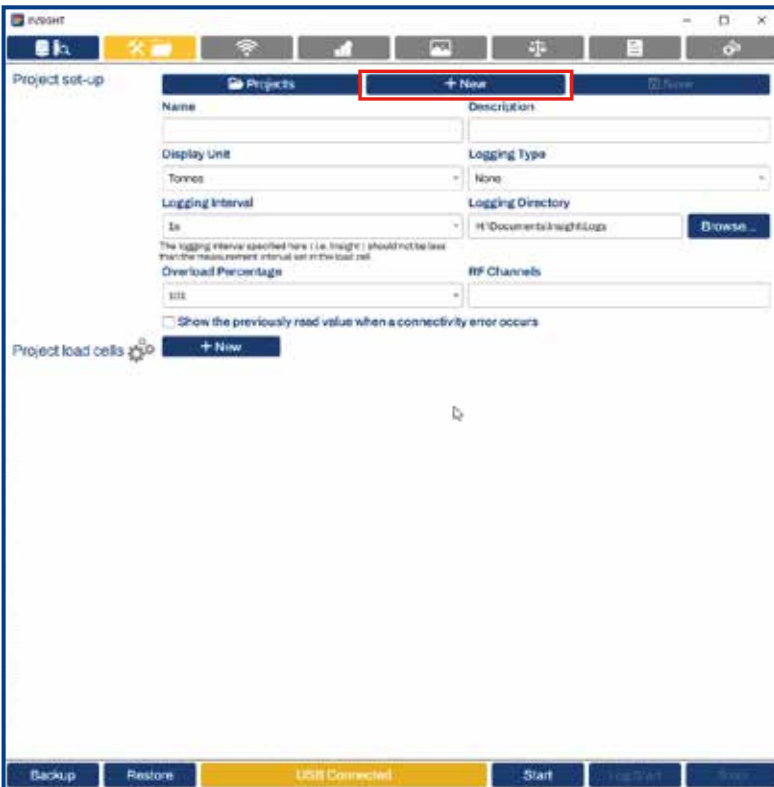 INSIGHT
Project set-up
Projects
+ New
Save
Name
Description
Display Unit
Logging Type
Tonnes
None
Logging Interval
Logging Directory
1s
H:\Documents\Insight\Logs
Browse...
The logging interval specified here ( i.e. Insight ) should not be less
than the measurement interval set in the load cell
Overload Percentage
RF Channels
Show the previously read value when a connectivity error occurs
Project load cells
+ New
Backup
Restore
USB Connected
Start
Log Start